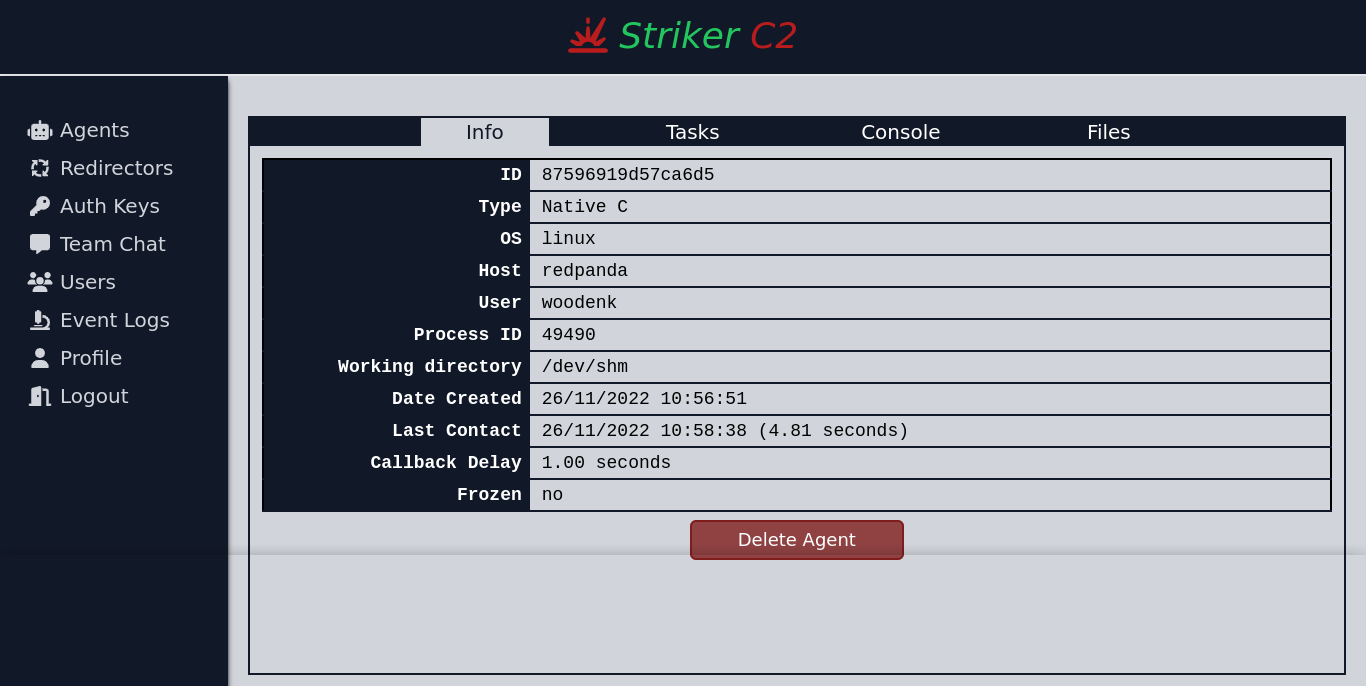 Striker C2
Agents
Redirectors
Auth Keys
Team Chat
Users
Event Logs
Profile
Logout
Info Tasks Console Files
ID 87596919d57ca6d5
Type Native C
OS linux
Host redpanda
User woodenk
Process ID 49490
Working directory /dev/shm
Date Created 26/11/2022 10:56:51
Last Contact 26/11/2022 10:58:38 (4.81 seconds)
Callback Delay 1.00 seconds
Frozen no
Delete Agent